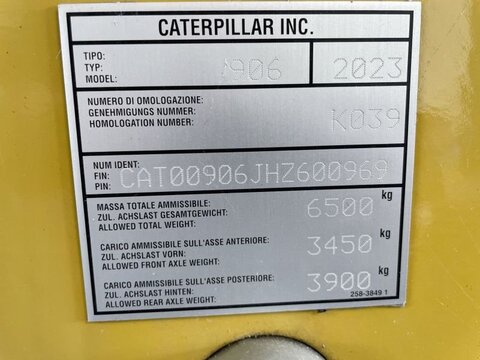 CATERPILLAR INC.
TIPO:
TYP:
MODEL:
906
2023
NUMERO DI OMOLOGAZIONE:
GENEHMIGUNGS NUMMER:
HOMOLOGATION NUMBER:
K039
NUM IDENT:
FIN:
PIN:
CAT00906JHZ600969
MASSA TOTALE AMMISSIBILE:
ZUL. ACHSLAST GESAMTGEWICHT:
ALLOWED TOTAL WEIGHT:
6500 kg
CARICO AMMISSIBILE SULL'ASSE ANTERIORE:
ZUL. ACHSLAST VORN:
ALLOWED FRONT AXLE WEIGHT:
3450 kg
CARICO AMMISSIBILE SULL'ASSE POSTERIORE:
ZUL. ACHSLAST HINTEN:
ALLOWED REAR AXLE WEIGHT:
3900 kg
258-3849 1